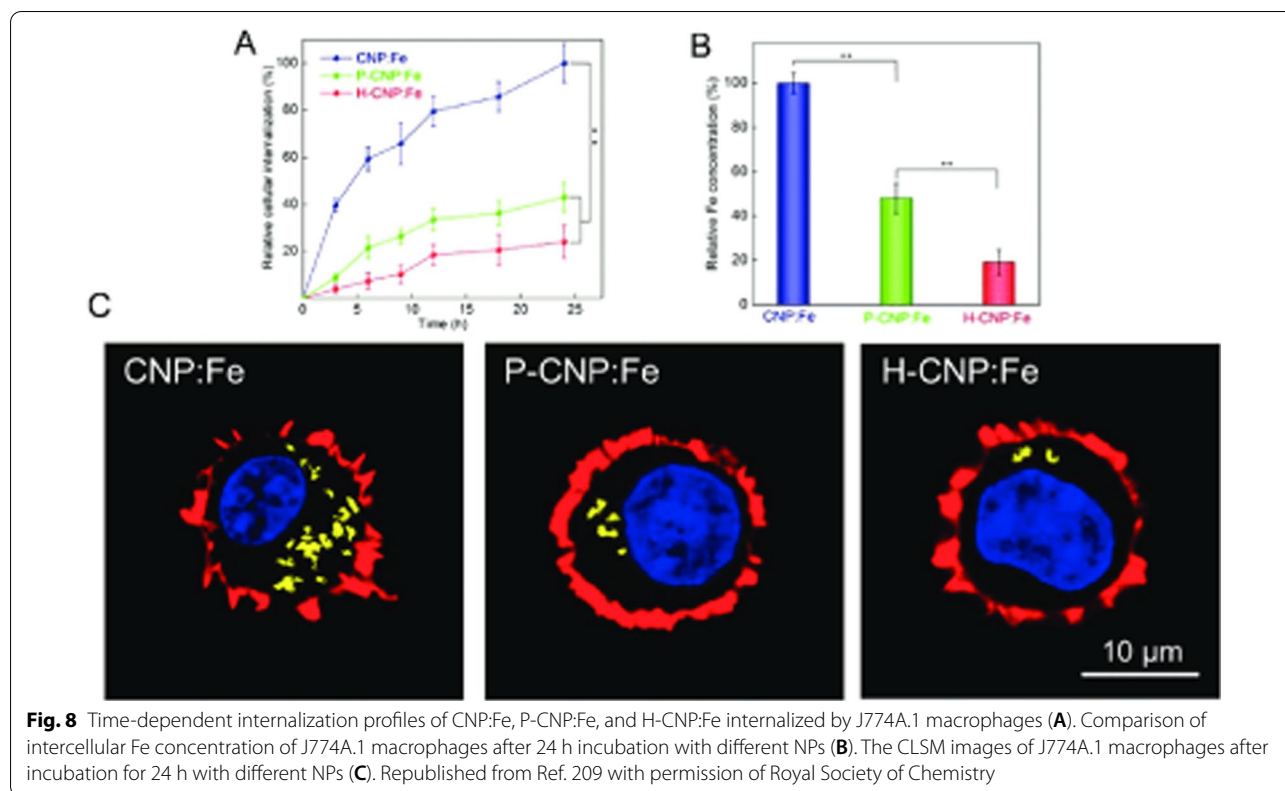 A
CNP:Fe
P-CNP:Fe
H-CNP:Fe
Relative cellular internalization (%)
100
80
60
40
20
0
5
10
15
20
25
Time (h)
**
B
Relative Fe concentration (%)
100
80
60
40
20
0
**
**
CNP:Fe
P-CNP:Fe
H-CNP:Fe
C
CNP:Fe
P-CNP:Fe
H-CNP:Fe
10 µm
Fig. 8 Time-dependent internalization profiles of CNP:Fe, P-CNP:Fe, and H-CNP:Fe internalized by J774A.1 macrophages (A). Comparison of
intercellular Fe concentration of J774A.1 macrophages after 24 h incubation with different NPs (B). The CLSM images of J774A.1 macrophages after
incubation for 24 h with different NPs (C). Republished from Ref. 209 with permission of Royal Society of Chemistry